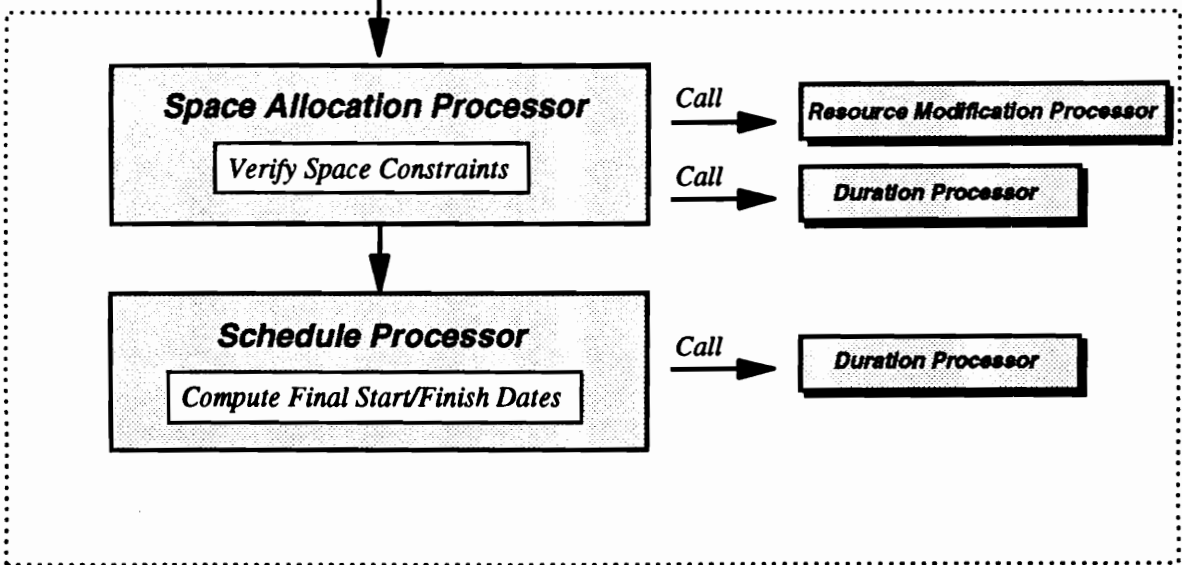 Space Allocation Processor
Verify Space Constraints
Call
Resource Modification Processor
Call
Duration Processor
Schedule Processor
Compute Final Start/Finish Dates
Call
Duration Processor